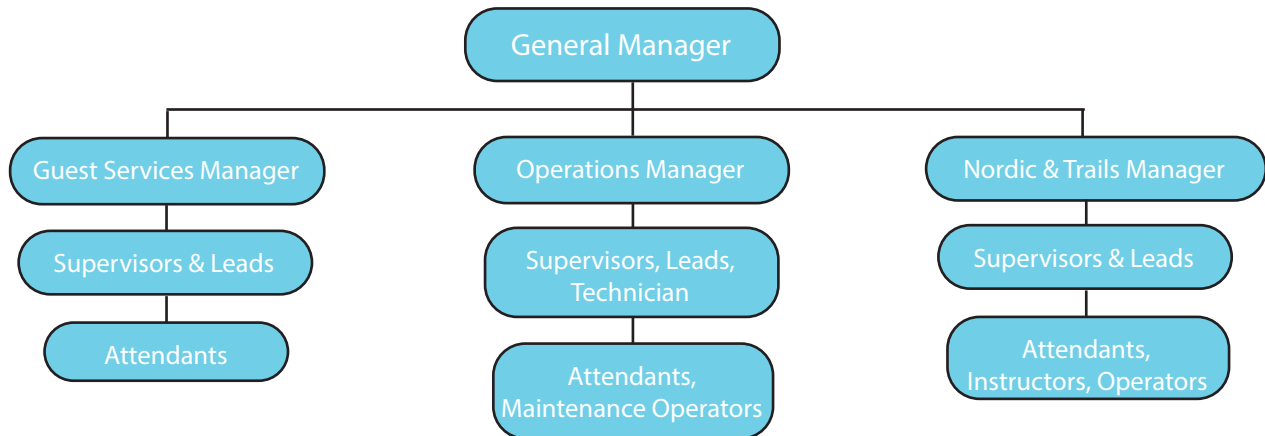 General Manager
Guest Services Manager
Operations Manager
Nordic & Trails Manager
Supervisors & Leads
Supervisors, Leads,
Technician
Supervisors & Leads
Attendants
Attendants,
Maintenance Operators
Attendants,
Instructors, Operators